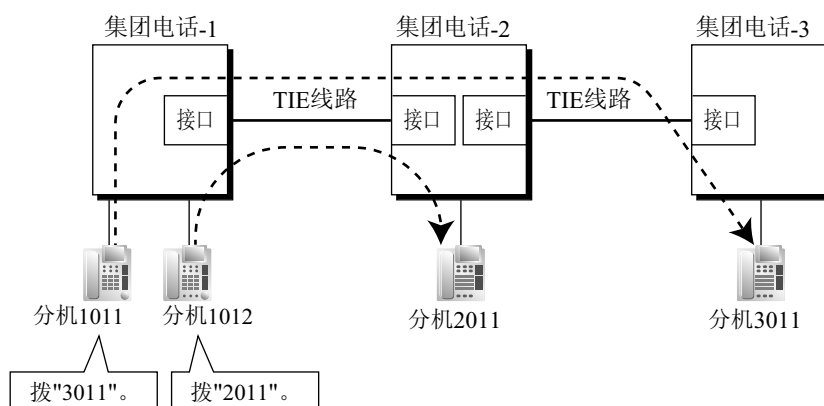 集团电话-1
集团电话-2
集团电话-3
TIE线路
TIE线路
接口
接口
接口
接口
分机1011
分机1012
分机2011
分机3011
拨"3011"。
拨"2011"。